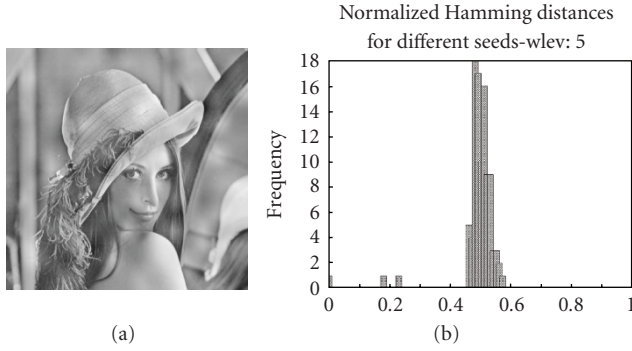 Normalized Hamming distances
for different seeds-wlev: 5
Frequency
18
16
14
12
10
8
6
4
2
0
0 0.2 0.4 0.6 0.8 1
(a)
(b)